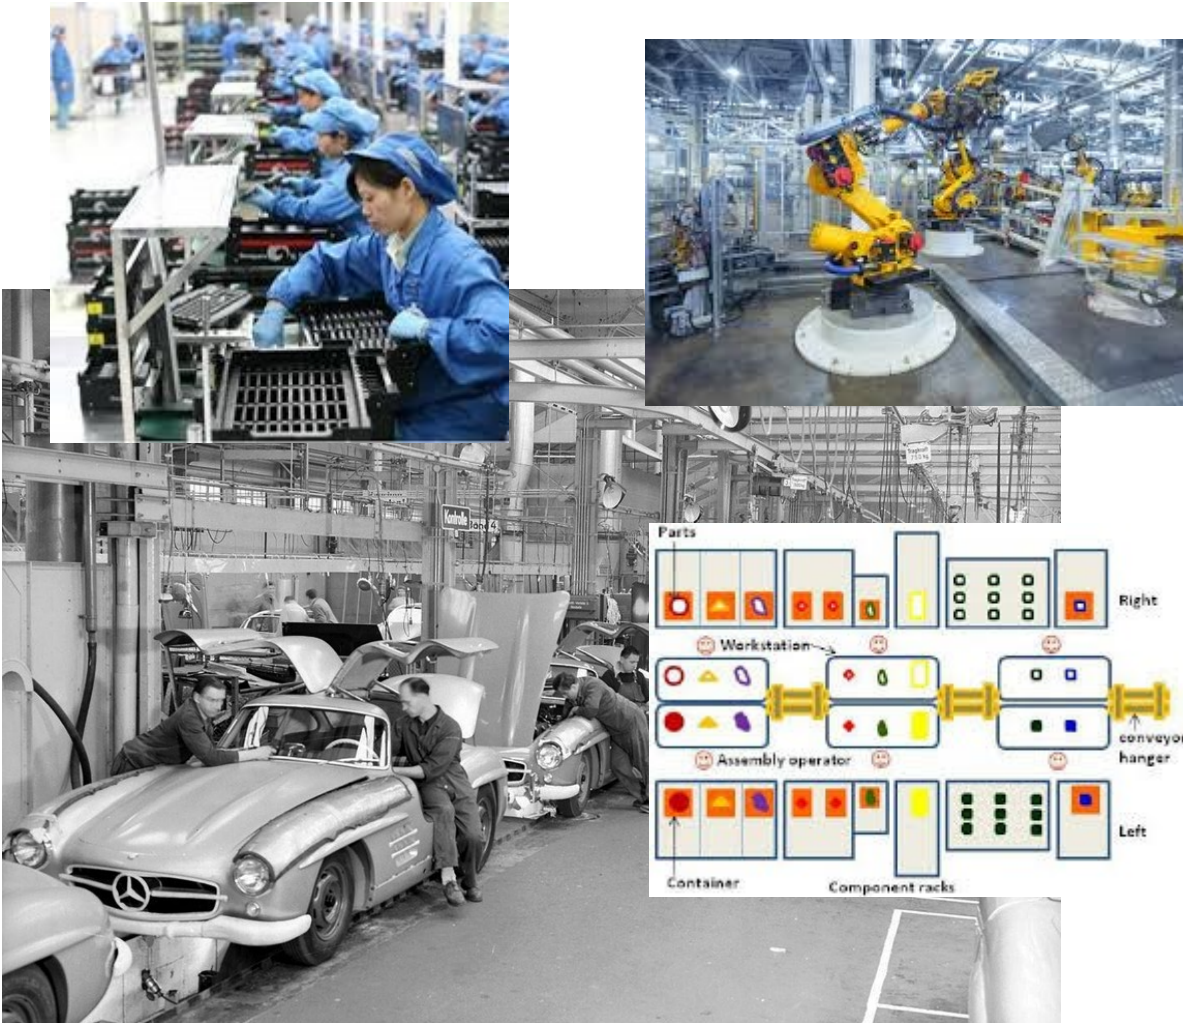 Kontrolle
Parts
Right
Workstation
Assembly operator
conveyor
hanger
Left
Container
Component racks